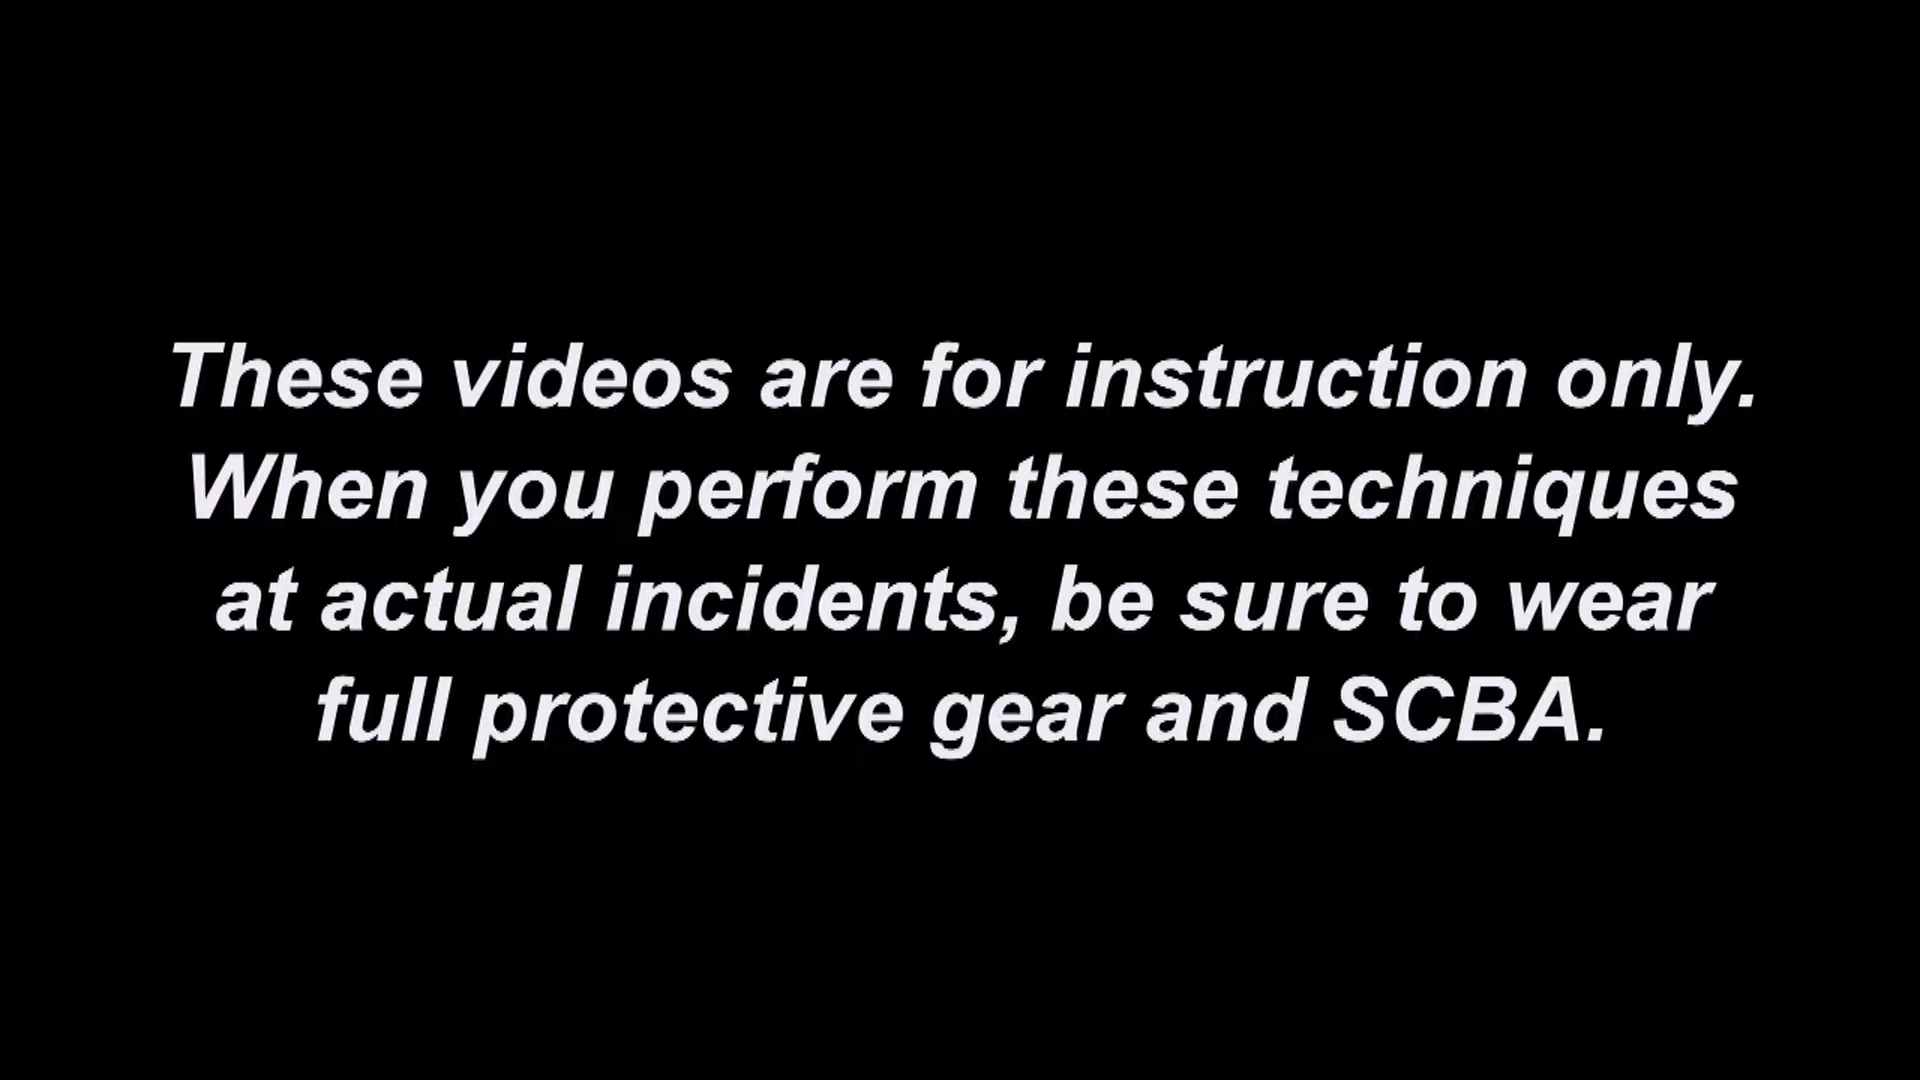 These videos are for instruction only.
When you perform these techniques
at actual incidents, be sure to wear
full protective gear and SCBA.